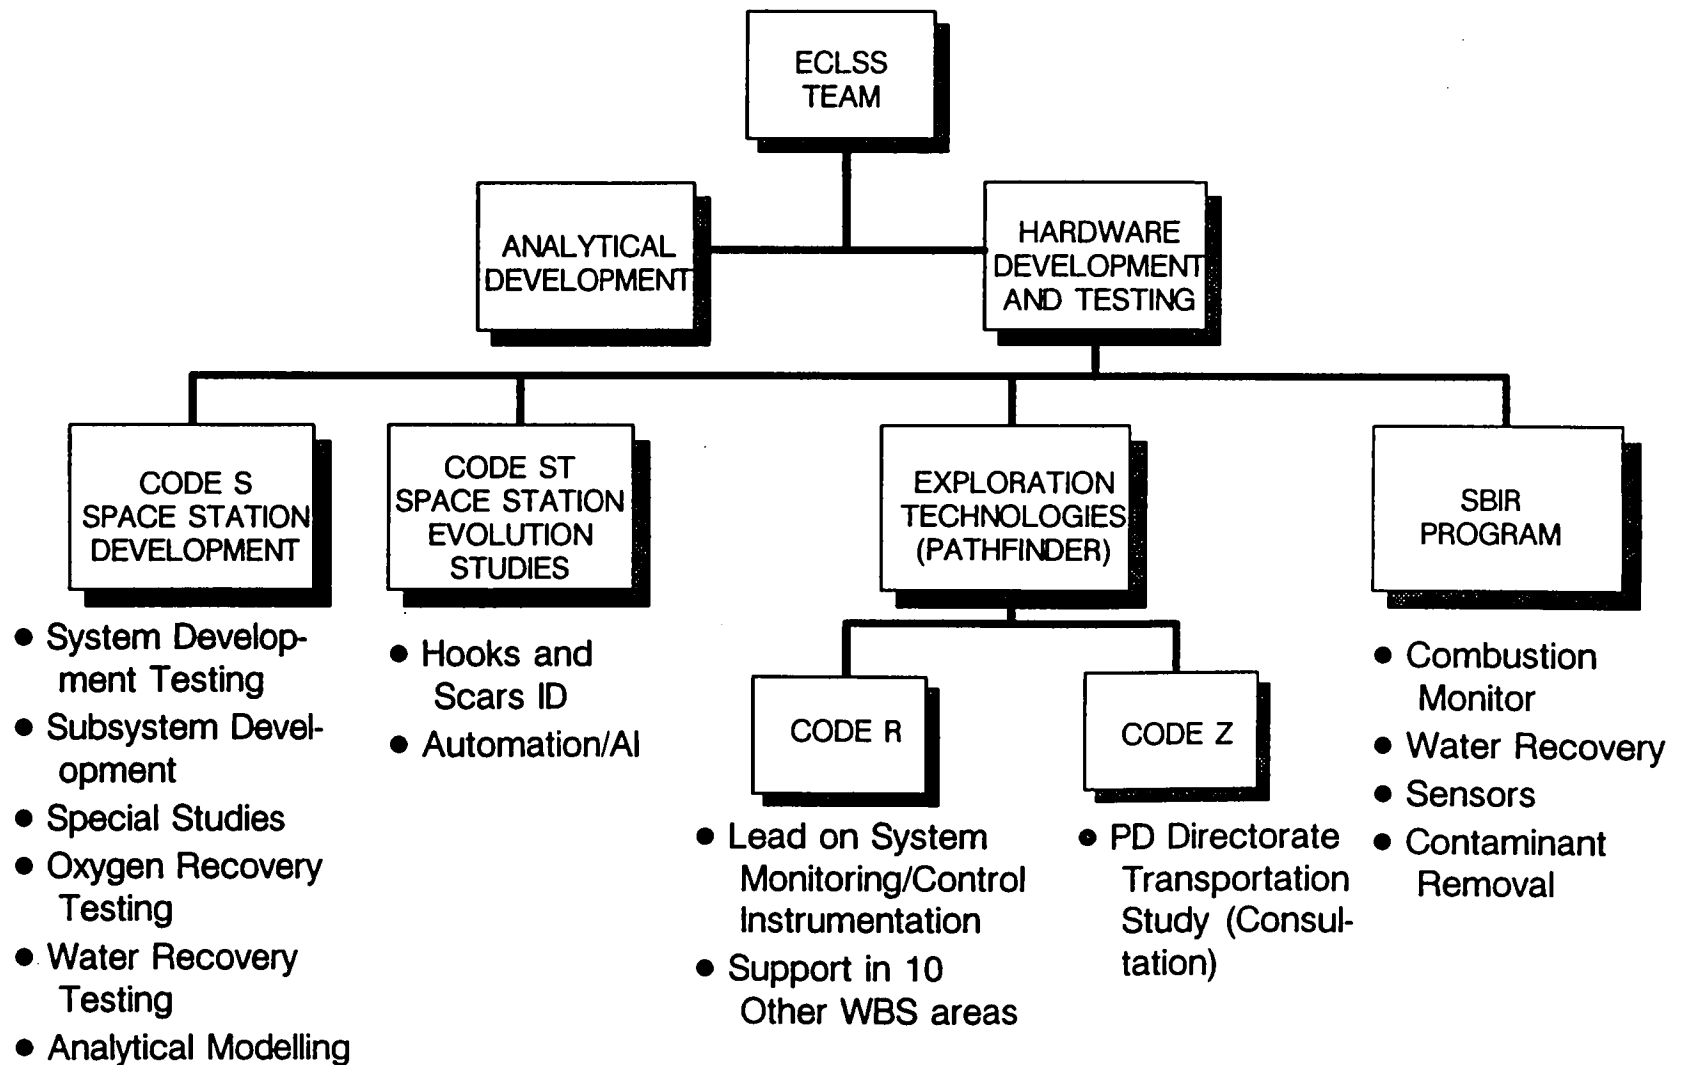 ECLSS
TEAM
ANALYTICAL
DEVELOPMENT
HARDWARE
DEVELOPMENT
AND TESTING
CODE S
SPACE STATION
DEVELOPMENT
● System Develop-
ment Testing
● Subsystem Devel-
opment
● Special Studies
● Oxygen Recovery
Testing
● Water Recovery
Testing
● Analytical Modelling
CODE ST
SPACE STATION
EVOLUTION
STUDIES
● Hooks and
Scars ID
● Automation/AI
EXPLORATION
TECHNOLOGIES
(PATHFINDER)
CODE R
● Lead on System
Monitoring/Control
Instrumentation
● Support in 10
Other WBS areas
CODE Z
● PD Directorate
Transportation
Study (Consul-
tation)
SBIR
PROGRAM
● Combustion
Monitor
● Water Recovery
● Sensors
● Contaminant
Removal